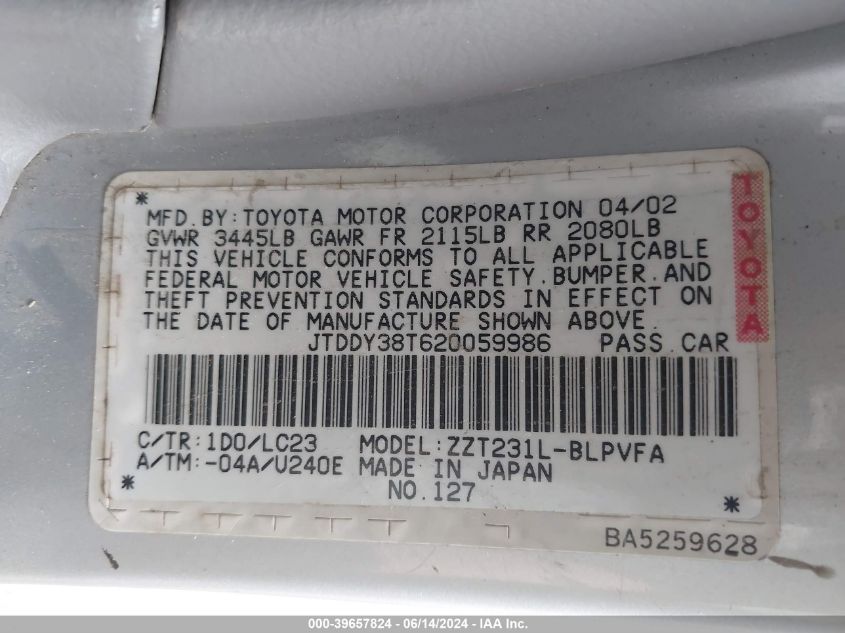 *
MFD.BY:TOYOTA MOTOR CORPORATION 04/02
GVWR 3445LB GAWR FR 2115LB RR 2080LB
THIS VEHICLE CONFORMS TO ALL APPLICABLE
FEDERAL MOTOR VEHICLE SAFETY.BUMPER.AND
THEFT PREVENTION STANDARDS IN EFFECT ON
THE DATE OF MANUFACTURE SHOWN ABOVE.
JTDDY38T620059986 PASS.CAR
TOYOTA
C/TR:1D0/LC23 MODEL:ZZT231L-BLPVFA
A/TM:-04A/U240E MADE IN JAPAN
* NO.127 *
BA5259628
000-39657824 - 06/14/2024 - IAA Inc.